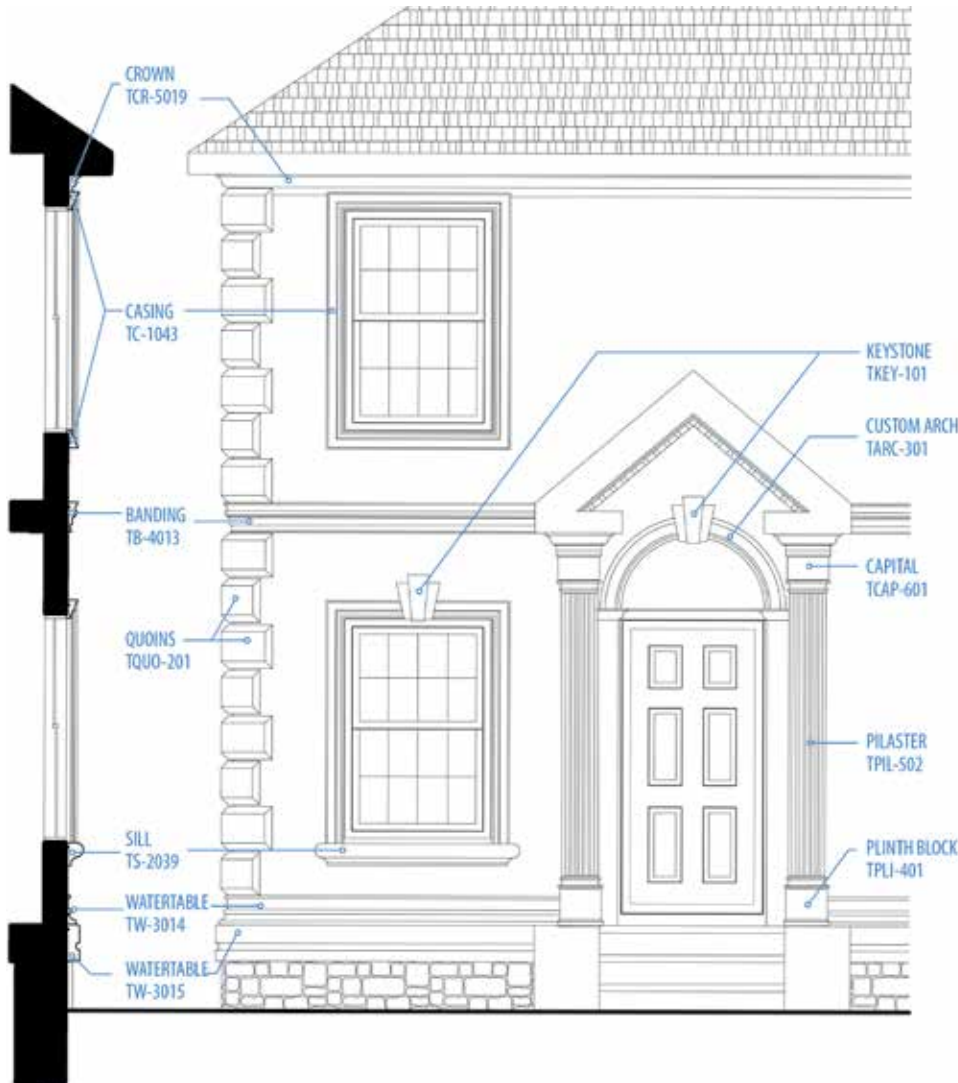 CROWN
TCR-5019
CASING
TC-1043
KEYSTONE
TKEY-101
CUSTOM ARCH
TARC-301
BANDING
TB-4013
CAPITAL
TCAP-601
QUOINS
TQUO-201
PILASTER
TPIL-502
SILL
TS-2039
PLINTH BLOCK
TPLI-401
WATERTABLE
TW-3014
WATERTABLE
TW-3015